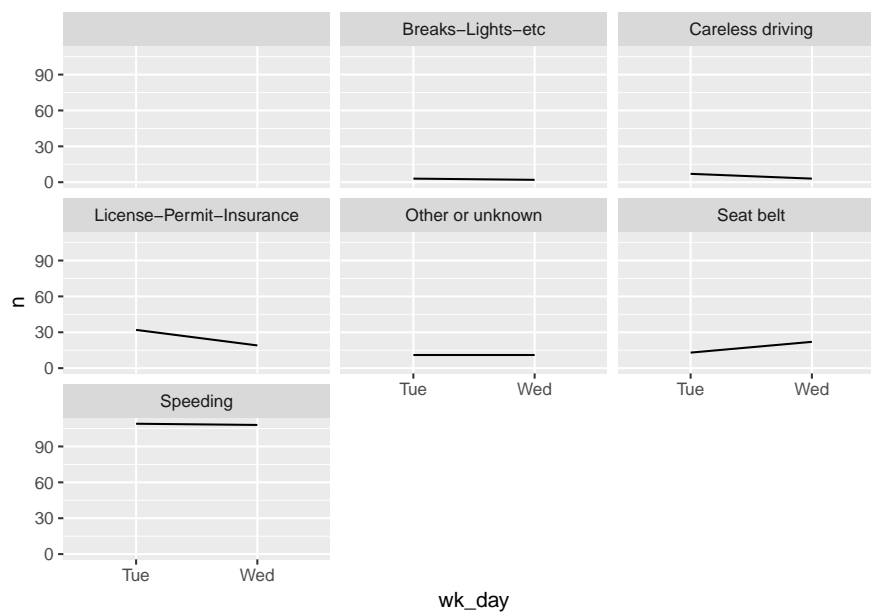 Breaks−Lights−etc
Careless driving
90
60
30
0
License−Permit−Insurance
Other or unknown
Seat belt
90
60
30
0
Tue
Wed
Tue
Wed
Speeding
90
60
30
0
Tue
Wed
n
wk_day